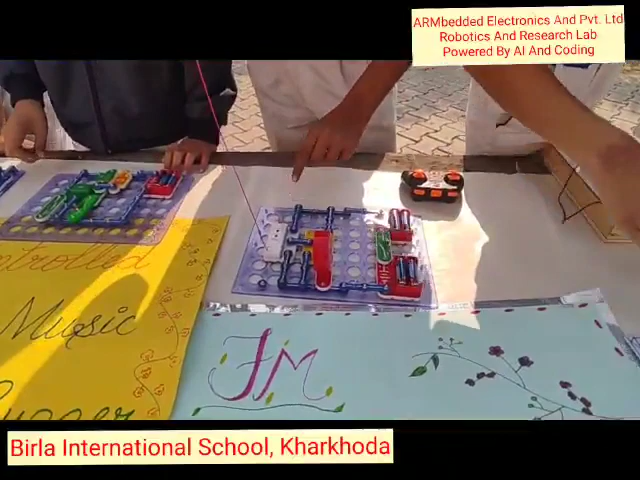 ARMbedded Electronics And Pvt. Ltd
Robotics And Research Lab
Powered By AI And Coding
Music
FM
Birla International School, Kharkhoda